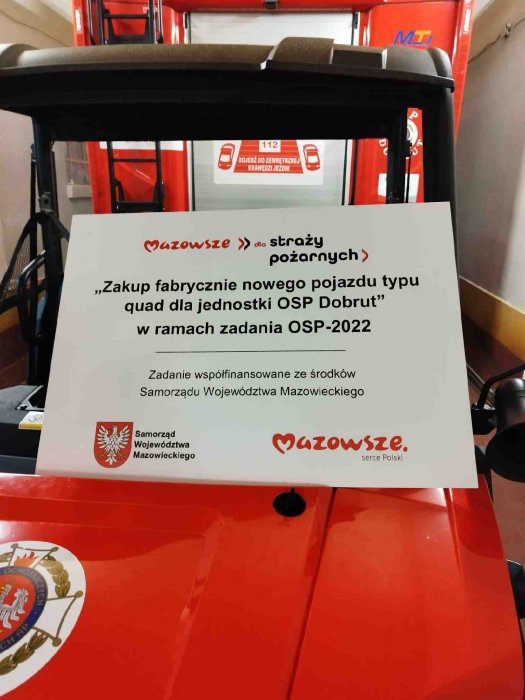 MTJ
112
DOJEDŹ DO ZEWNĘTRZNEJ
KRAWĘDZI JEZDNI
mazowsze dla straży
pożarnych
„Zakup fabrycznie nowego pojazdu typu
quad dla jednostki OSP Dobrut”
w ramach zadania OSP-2022
Zadanie współfinansowane ze środków
Samorządu Województwa Mazowieckiego
Samorząd
Województwa
Mazowieckiego
mazowsze.
serce Polski